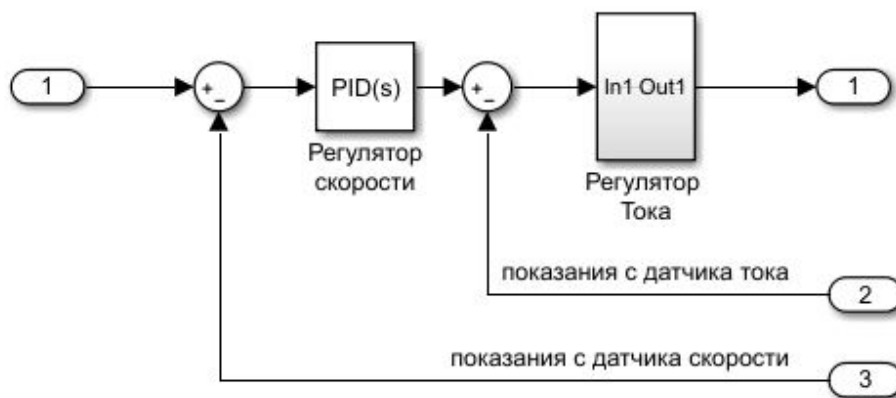 1
+
−
PID(s)
Регулятор
скорости
+
−
In1 Out1
Регулятор
Тока
1
показания с датчика тока
2
показания с датчика скорости
3